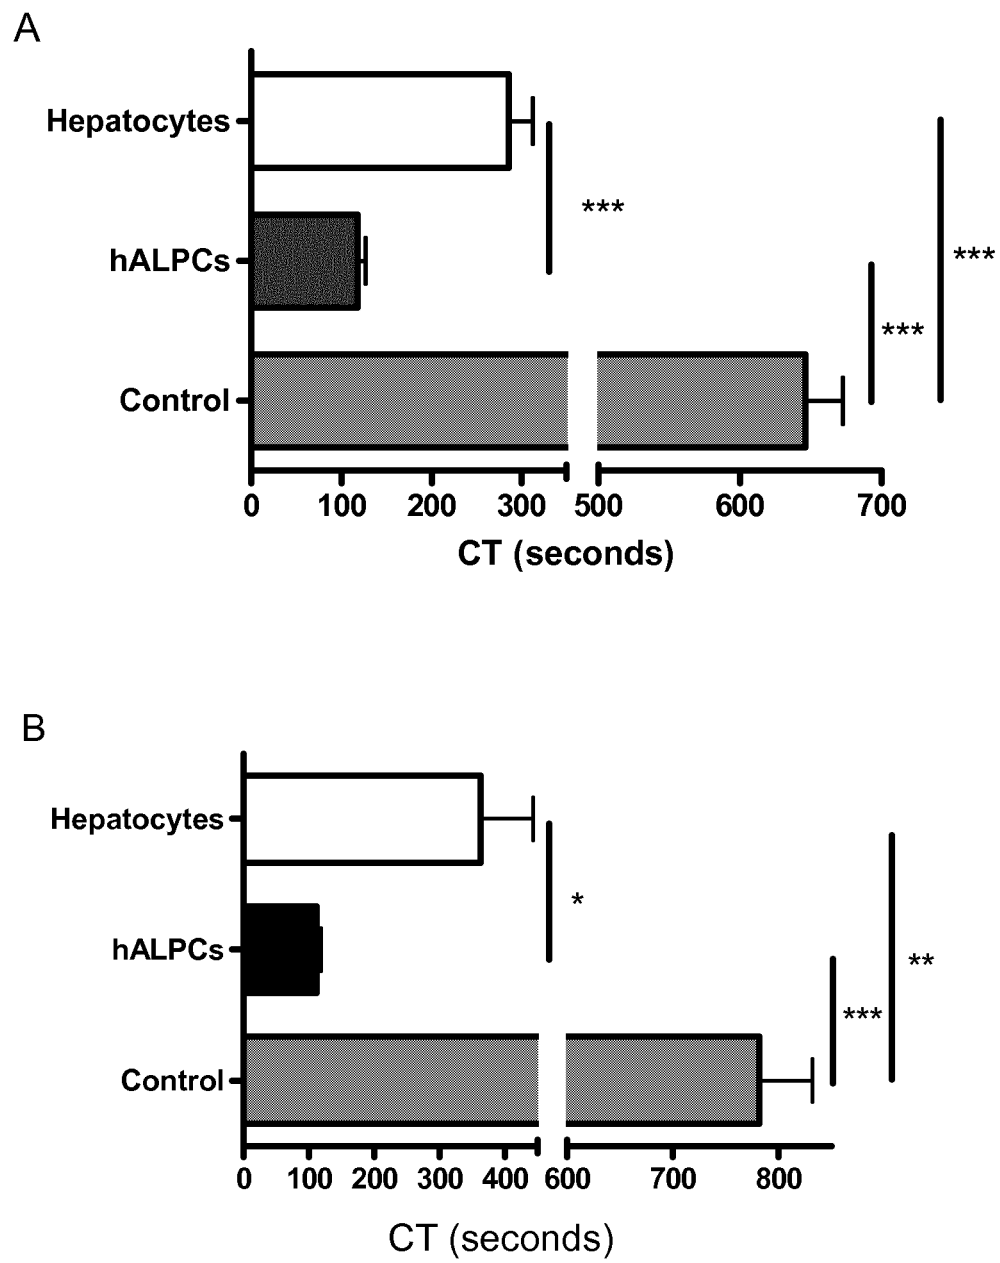 A
Hepatocytes
***
hALPCs
***
***
Control
0 100 200 300 500 600 700
CT (seconds)
B
Hepatocytes
*
hALPCs
**
***
Control
0 100 200 300 400 600 700 800
CT (seconds)